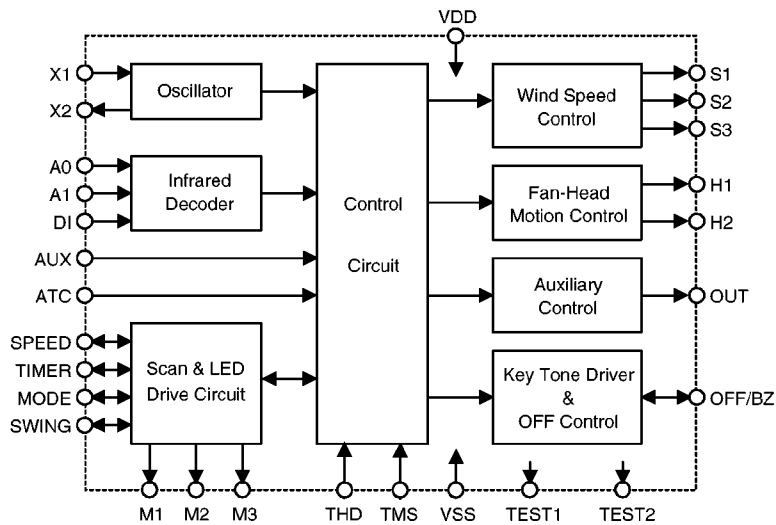 VDD
X1
X2
Oscillator
A0
A1
DI
Infrared
Decoder
AUX
ATC
SPEED
TIMER
MODE
SWING
Scan & LED
Drive Circuit
Control
Circuit
Wind Speed
Control
S1
S2
S3
Fan-Head
Motion Control
H1
H2
Auxiliary
Control
OUT
Key Tone Driver
&
OFF Control
OFF/BZ
M1
M2
M3
THD
TMS
VSS
TEST1
TEST2